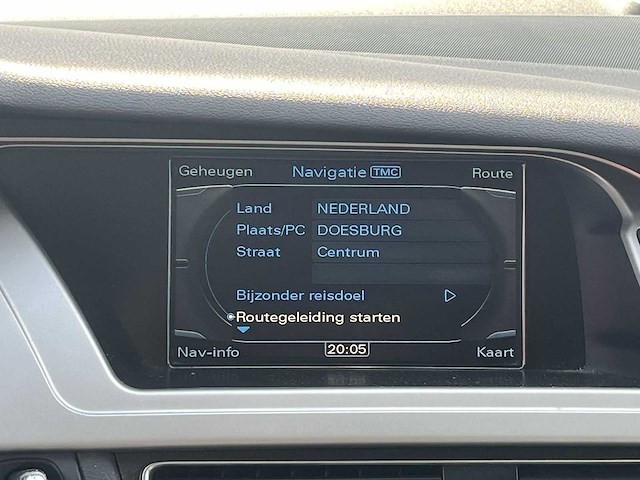 Geheugen Navigatie TMC Route
Land NEDERLAND
Plaats/PC DOESBURG
Straat Centrum
Bijzonder reisdoel
Routegeleiding starten
Nav-info 20:05 Kaart